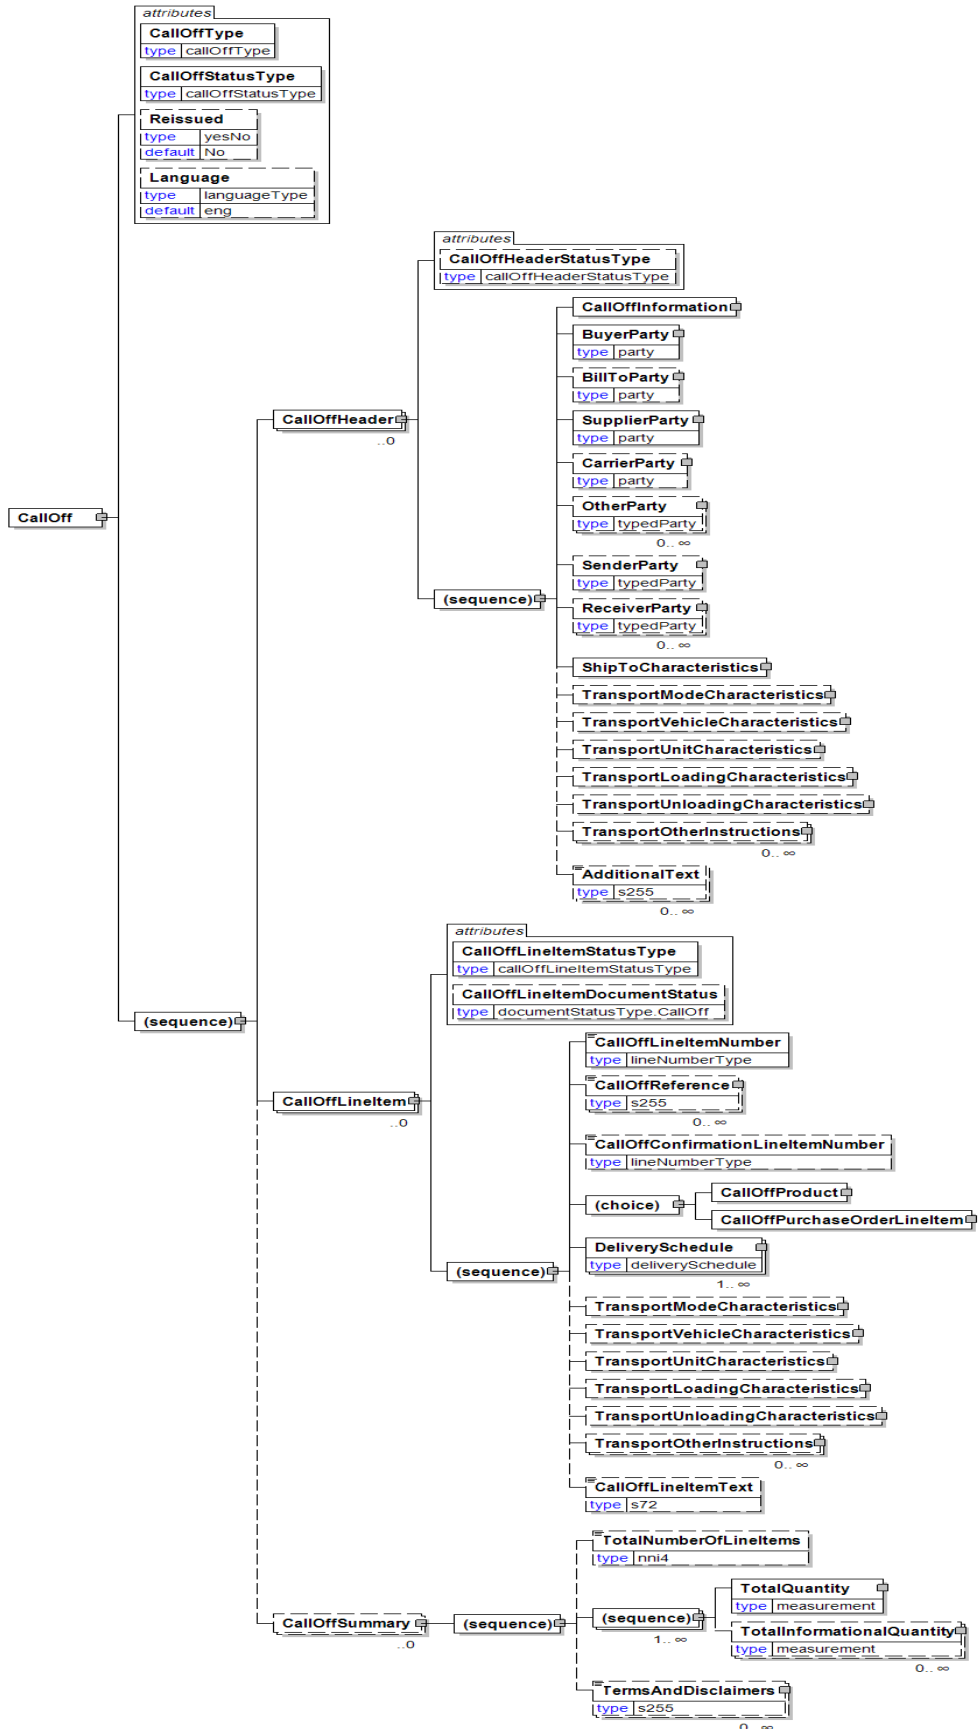 attributes
CallOffType
type callOffType
CallOffStatusType
type callOffStatusType
Reissued
type yesNo
default No
Language
type languageType
default eng
attributes
CallOffHeaderStatusType
type callOffHeaderStatusType
CallOffInformation
BuyerParty
type party
BillToParty
type party
CallOffHeader
..0
SupplierParty
type party
CarrierParty
type party
CallOff
OtherParty
type typedParty
0.. ∞
SenderParty
type typedParty
(sequence)
ReceiverParty
type typedParty
0.. ∞
ShipToCharacteristics
TransportModeCharacteristics
TransportVehicleCharacteristics
TransportUnitCharacteristics
TransportLoadingCharacteristics
TransportUnloadingCharacteristics
TransportOtherInstructions
0.. ∞
AdditionalText
type s255
0.. ∞
attributes
CallOffLineItemStatusType
type callOffLineItemStatusType
CallOffLineItemDocumentStatus
type documentStatusType.CallOff
(sequence)
CallOffLineItemNumber
type lineNumberType
CallOffReference
type s255
0.. ∞
CallOffLineItem
..0
CallOffConfirmationLineItemNumber
type lineNumberType
(choice)
CallOffProduct
CallOffPurchaseOrderLineItem
DeliverySchedule
type deliverySchedule
1.. ∞
(sequence)
TransportModeCharacteristics
TransportVehicleCharacteristics
TransportUnitCharacteristics
TransportLoadingCharacteristics
TransportUnloadingCharacteristics
TransportOtherInstructions
0.. ∞
CallOffLineItemText
type s72
TotalNumberOfLineItems
type nni4
CallOffSummary
..0
(sequence)
(sequence)
1.. ∞
TotalQuantity
type measurement
TotalInformationalQuantity
type measurement
0.. ∞
TermsAndDisclaimers
type s255
0.. ∞